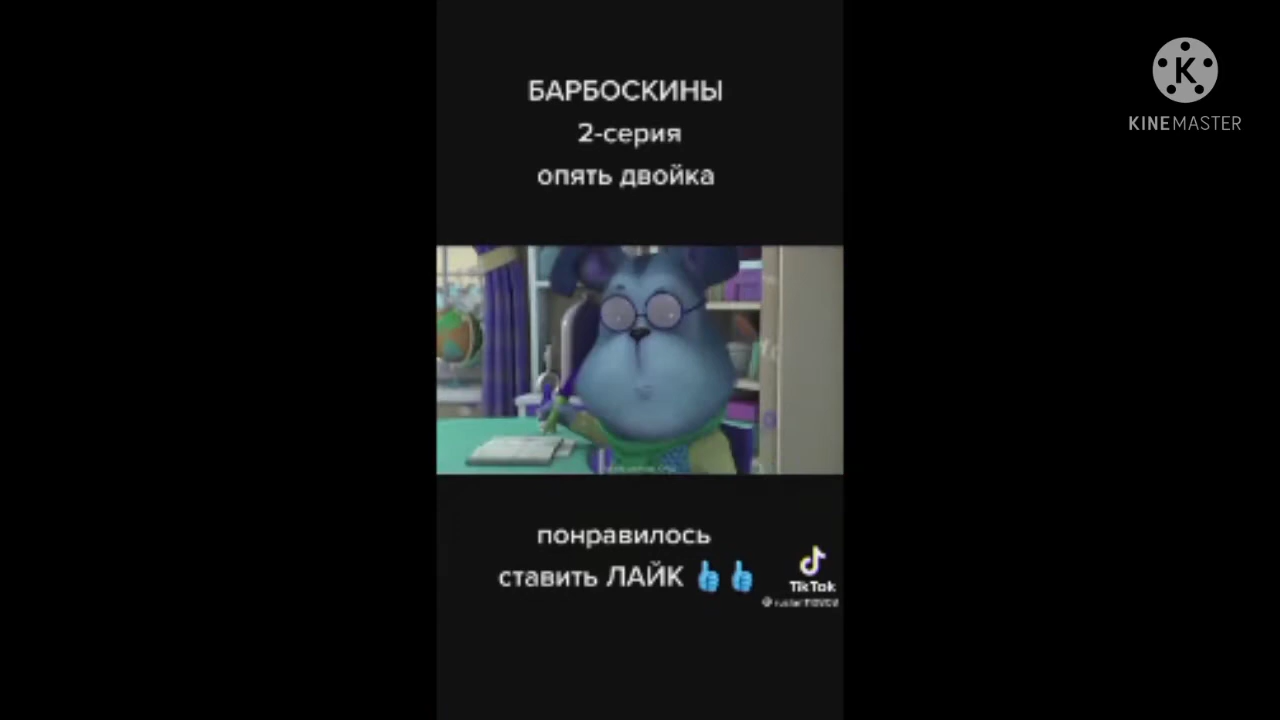 БАРБОСКИНЫ
2-серия
опять двойка
KINEMASTER
понравилось
ставить ЛАЙК 👍👍
TikTok